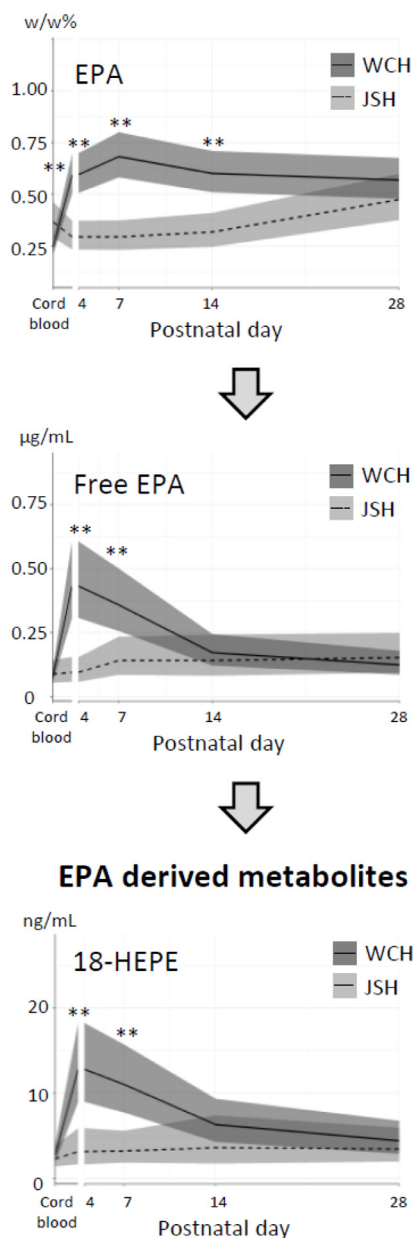 w/w%
EPA
WCH
JSH
1.00
0.75
0.50
0.25
**
**
**
**
Cord blood
4
7
14
28
Postnatal day
µg/mL
Free EPA
WCH
JSH
0.75
0.50
0.25
0
**
**
Cord blood
4
7
14
28
Postnatal day
EPA derived metabolites
ng/mL
18-HEPE
WCH
JSH
20
10
0
**
**
Cord blood
4
7
14
28
Postnatal day